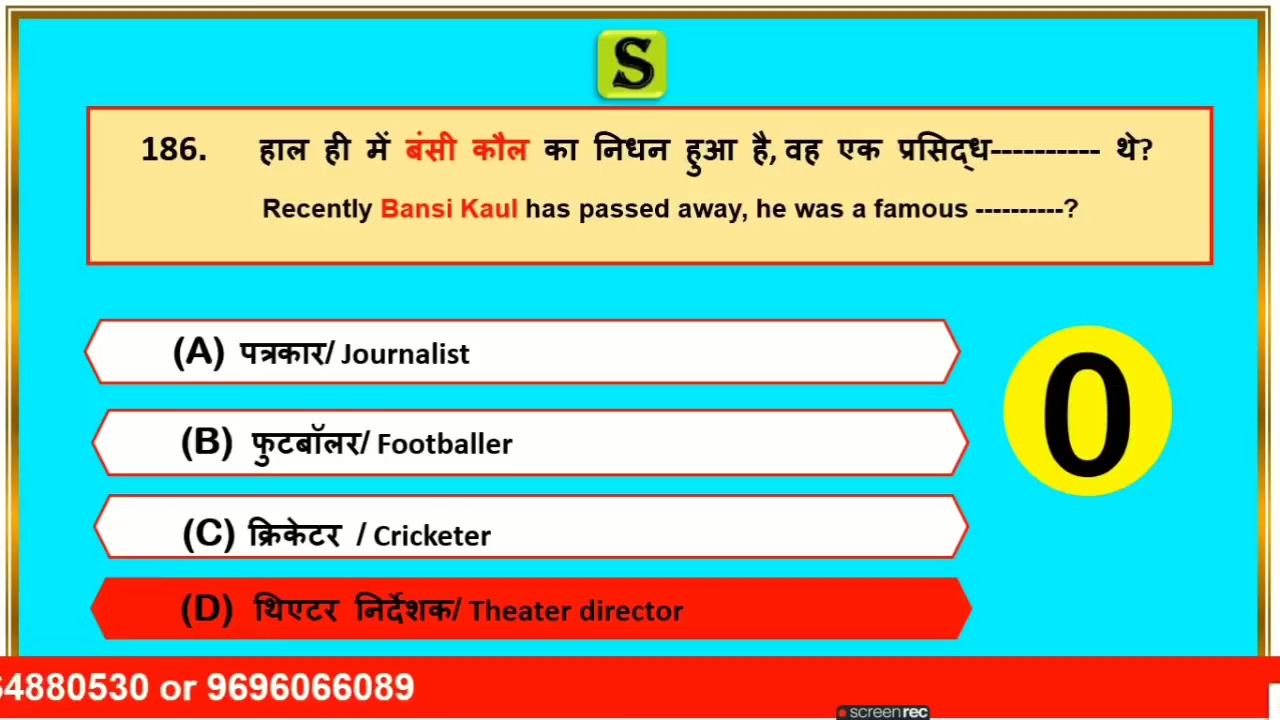 S
186. हाल ही में बंसी कौल का निधन हुआ है, वह एक प्रसिद्ध---------- थे?
Recently Bansi Kaul has passed away, he was a famous ----------?
(A) पत्रकार/ Journalist
(B) फुटबॉलर/ Footballer
(C) क्रिकेटर / Cricketer
(D) थिएटर निर्देशक/ Theater director
0
64880530 or 9696066089
screenrec